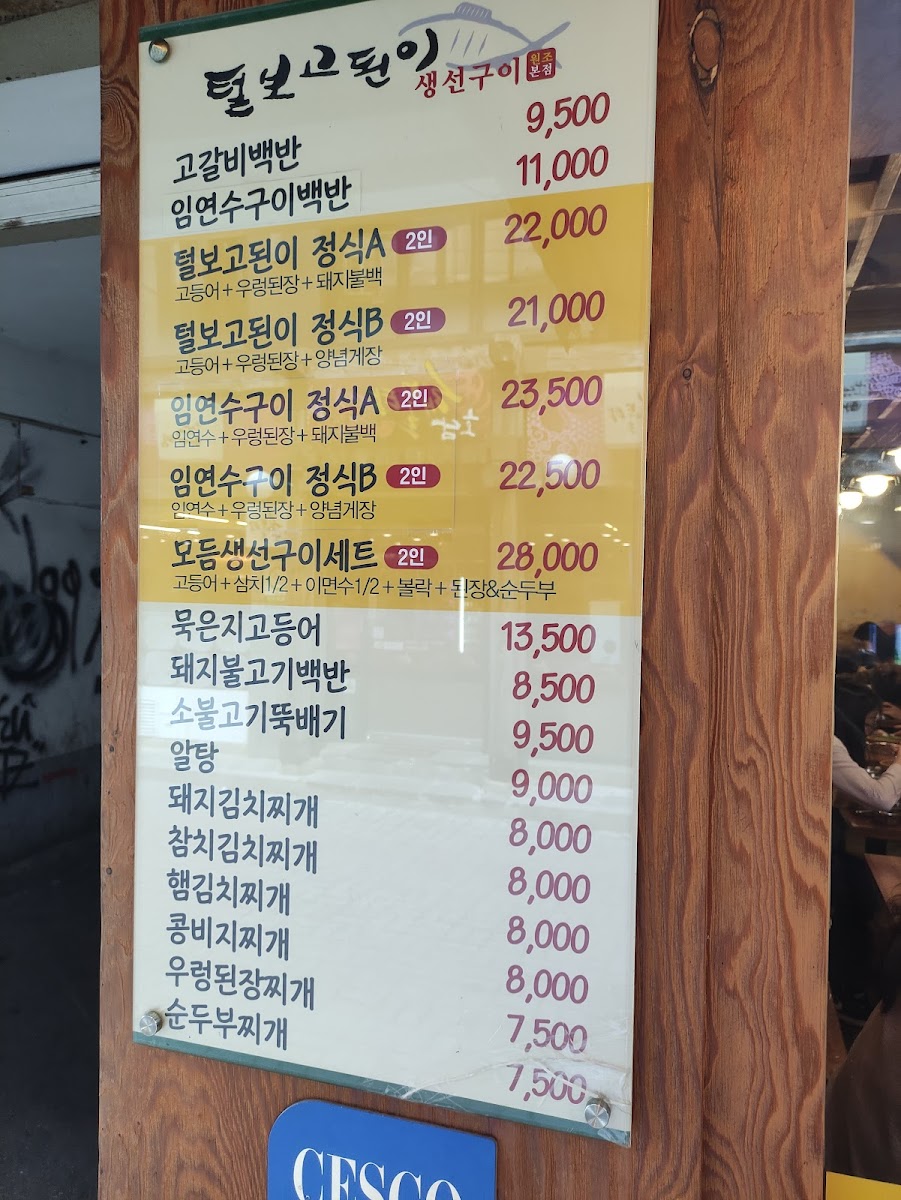 털보고된이
생선구이 원조본점
고갈비백반 9,500
임연수구이백반 11,000
털보고된이 정식A 2인 22,000
고등어+우렁된장+돼지불백
털보고된이 정식B 2인 21,000
고등어+우렁된장+양념게장
임연수구이 정식A 2인 23,500
임연수+우렁된장+돼지불백
임연수구이 정식B 2인 22,500
임연수+우렁된장+양념게장
모듬생선구이세트 2인 28,000
고등어+삼치1/2+이면수1/2+볼락+된장&순두부
묵은지고등어 13,500
돼지불고기백반 8,500
소불고기뚝배기 9,500
알탕 9,000
돼지김치찌개 8,000
참치김치찌개 8,000
햄김치찌개 8,000
콩비지찌개 8,000
우렁된장찌개 7,500
순두부찌개 7,500
CESCO